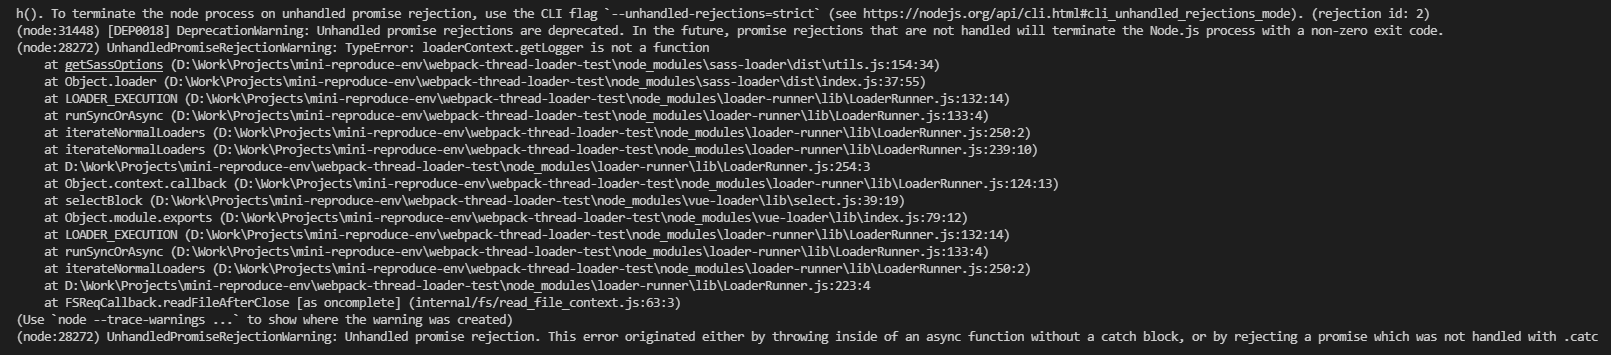 h(). To terminate the node process on unhandled promise rejection, use the CLI flag `--unhandled-rejections=strict` (see https://nodejs.org/api/cli.html#cli_unhandled_rejections_mode). (rejection id: 2)
(node:31448) [DEP0018] DeprecationWarning: Unhandled promise rejections are deprecated. In the future, promise rejections that are not handled will terminate the Node.js process with a non-zero exit code.
(node:28272) UnhandledPromiseRejectionWarning: TypeError: loaderContext.getLogger is not a function
    at getSassOptions (D:\Work\Projects\mini-reproduce-env\webpack-thread-loader-test\node_modules\sass-loader\dist\utils.js:154:34)
    at Object.loader (D:\Work\Projects\mini-reproduce-env\webpack-thread-loader-test\node_modules\sass-loader\dist\index.js:37:55)
    at LOADER_EXECUTION (D:\Work\Projects\mini-reproduce-env\webpack-thread-loader-test\node_modules\loader-runner\lib\LoaderRunner.js:132:14)
    at runSyncOrAsync (D:\Work\Projects\mini-reproduce-env\webpack-thread-loader-test\node_modules\loader-runner\lib\LoaderRunner.js:133:4)
    at iterateNormalLoaders (D:\Work\Projects\mini-reproduce-env\webpack-thread-loader-test\node_modules\loader-runner\lib\LoaderRunner.js:250:2)
    at iterateNormalLoaders (D:\Work\Projects\mini-reproduce-env\webpack-thread-loader-test\node_modules\loader-runner\lib\LoaderRunner.js:239:10)
    at D:\Work\Projects\mini-reproduce-env\webpack-thread-loader-test\node_modules\loader-runner\lib\LoaderRunner.js:254:3
    at Object.context.callback (D:\Work\Projects\mini-reproduce-env\webpack-thread-loader-test\node_modules\loader-runner\lib\LoaderRunner.js:124:13)
    at selectBlock (D:\Work\Projects\mini-reproduce-env\webpack-thread-loader-test\node_modules\vue-loader\lib\select.js:39:19)
    at Object.module.exports (D:\Work\Projects\mini-reproduce-env\webpack-thread-loader-test\node_modules\vue-loader\lib\index.js:79:12)
    at LOADER_EXECUTION (D:\Work\Projects\mini-reproduce-env\webpack-thread-loader-test\node_modules\loader-runner\lib\LoaderRunner.js:132:14)
    at runSyncOrAsync (D:\Work\Projects\mini-reproduce-env\webpack-thread-loader-test\node_modules\loader-runner\lib\LoaderRunner.js:133:4)
    at iterateNormalLoaders (D:\Work\Projects\mini-reproduce-env\webpack-thread-loader-test\node_modules\loader-runner\lib\LoaderRunner.js:250:2)
    at D:\Work\Projects\mini-reproduce-env\webpack-thread-loader-test\node_modules\loader-runner\lib\LoaderRunner.js:223:4
    at FSReqCallback.readFileAfterClose [as oncomplete] (internal/fs/read_file_context.js:63:3)
(Use `node --trace-warnings ...` to show where the warning was created)
(node:28272) UnhandledPromiseRejectionWarning: Unhandled promise rejection. This error originated either by throwing inside of an async function without a catch block, or by rejecting a promise which was not handled with .catc